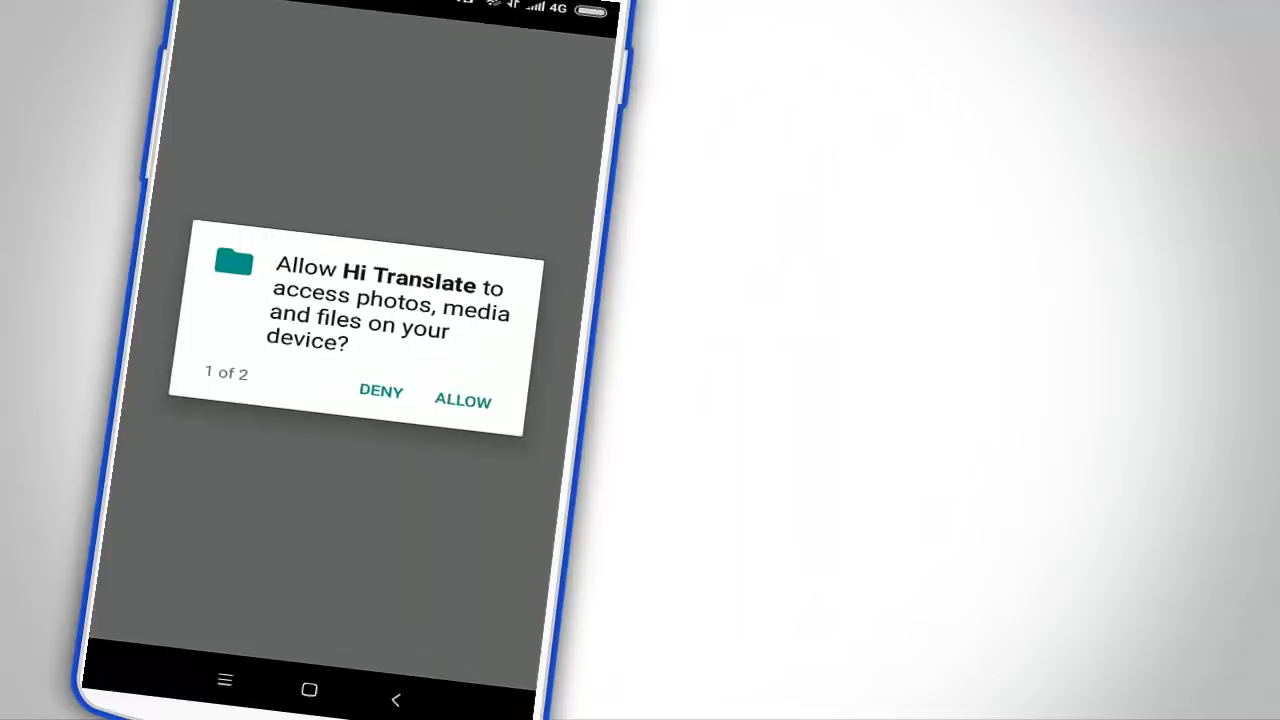 4G
Allow Hi Translate to
access photos, media
and files on your
device?
1 of 2
DENY ALLOW